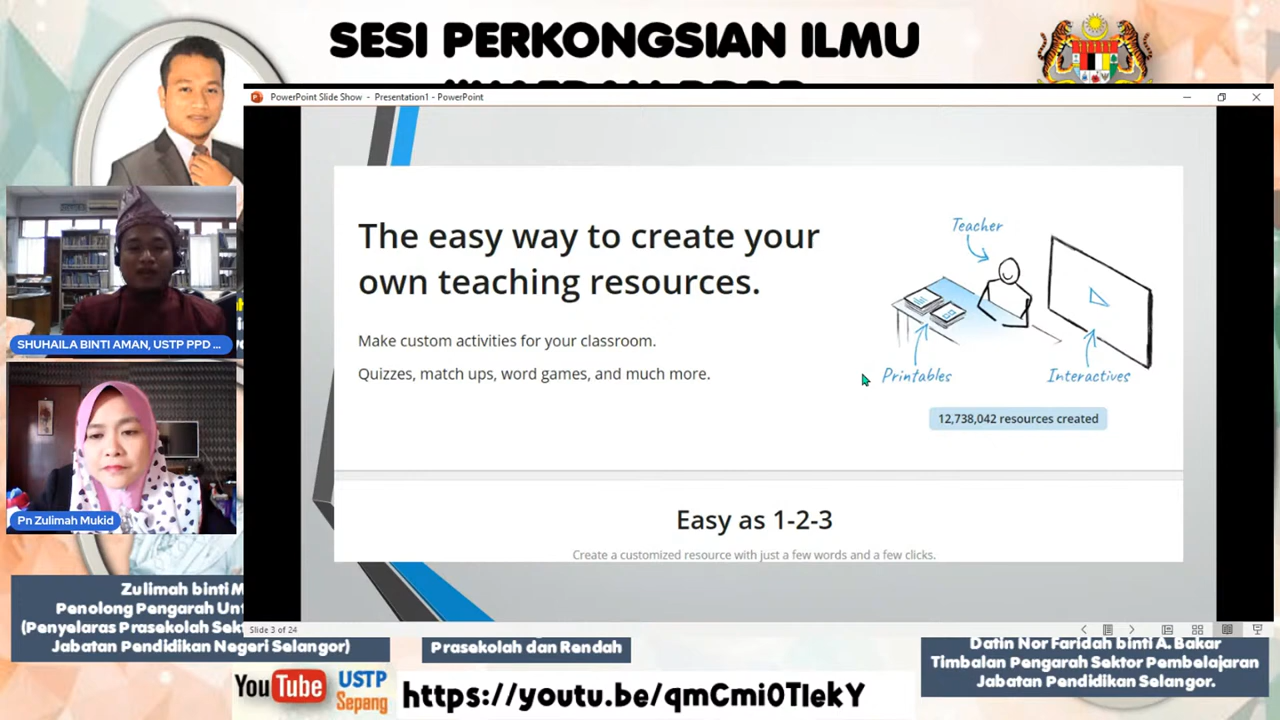 SESI PERKONGSIAN ILMU
PowerPoint Slide Show - Presentation1 - PowerPoint
The easy way to create your
own teaching resources.
Make custom activities for your classroom.
Quizzes, match ups, word games, and much more.
Teacher
Printables
Interactives
12,738,042 resources created
Easy as 1-2-3
Create a customized resource with just a few words and a few clicks.
Slide 3 of 24
SHUHAILA BINTI AMAN, USTP PPD ...
Pn Zulimah Mukid
Zulimah binti M
Penolong Pengarah Un
(Penyelaras Prasekolah Sek
Jabatan Pendidikan Negeri Selangor)
Prasekolah dan Rendah
Datin Nor Faridah binti A. Bakar
Timbalan Pengarah Sektor Pembelajaran
Jabatan Pendidikan Selangor.
YouTube
USTP
Sepang
https://youtu.be/qmCmi0TIekY